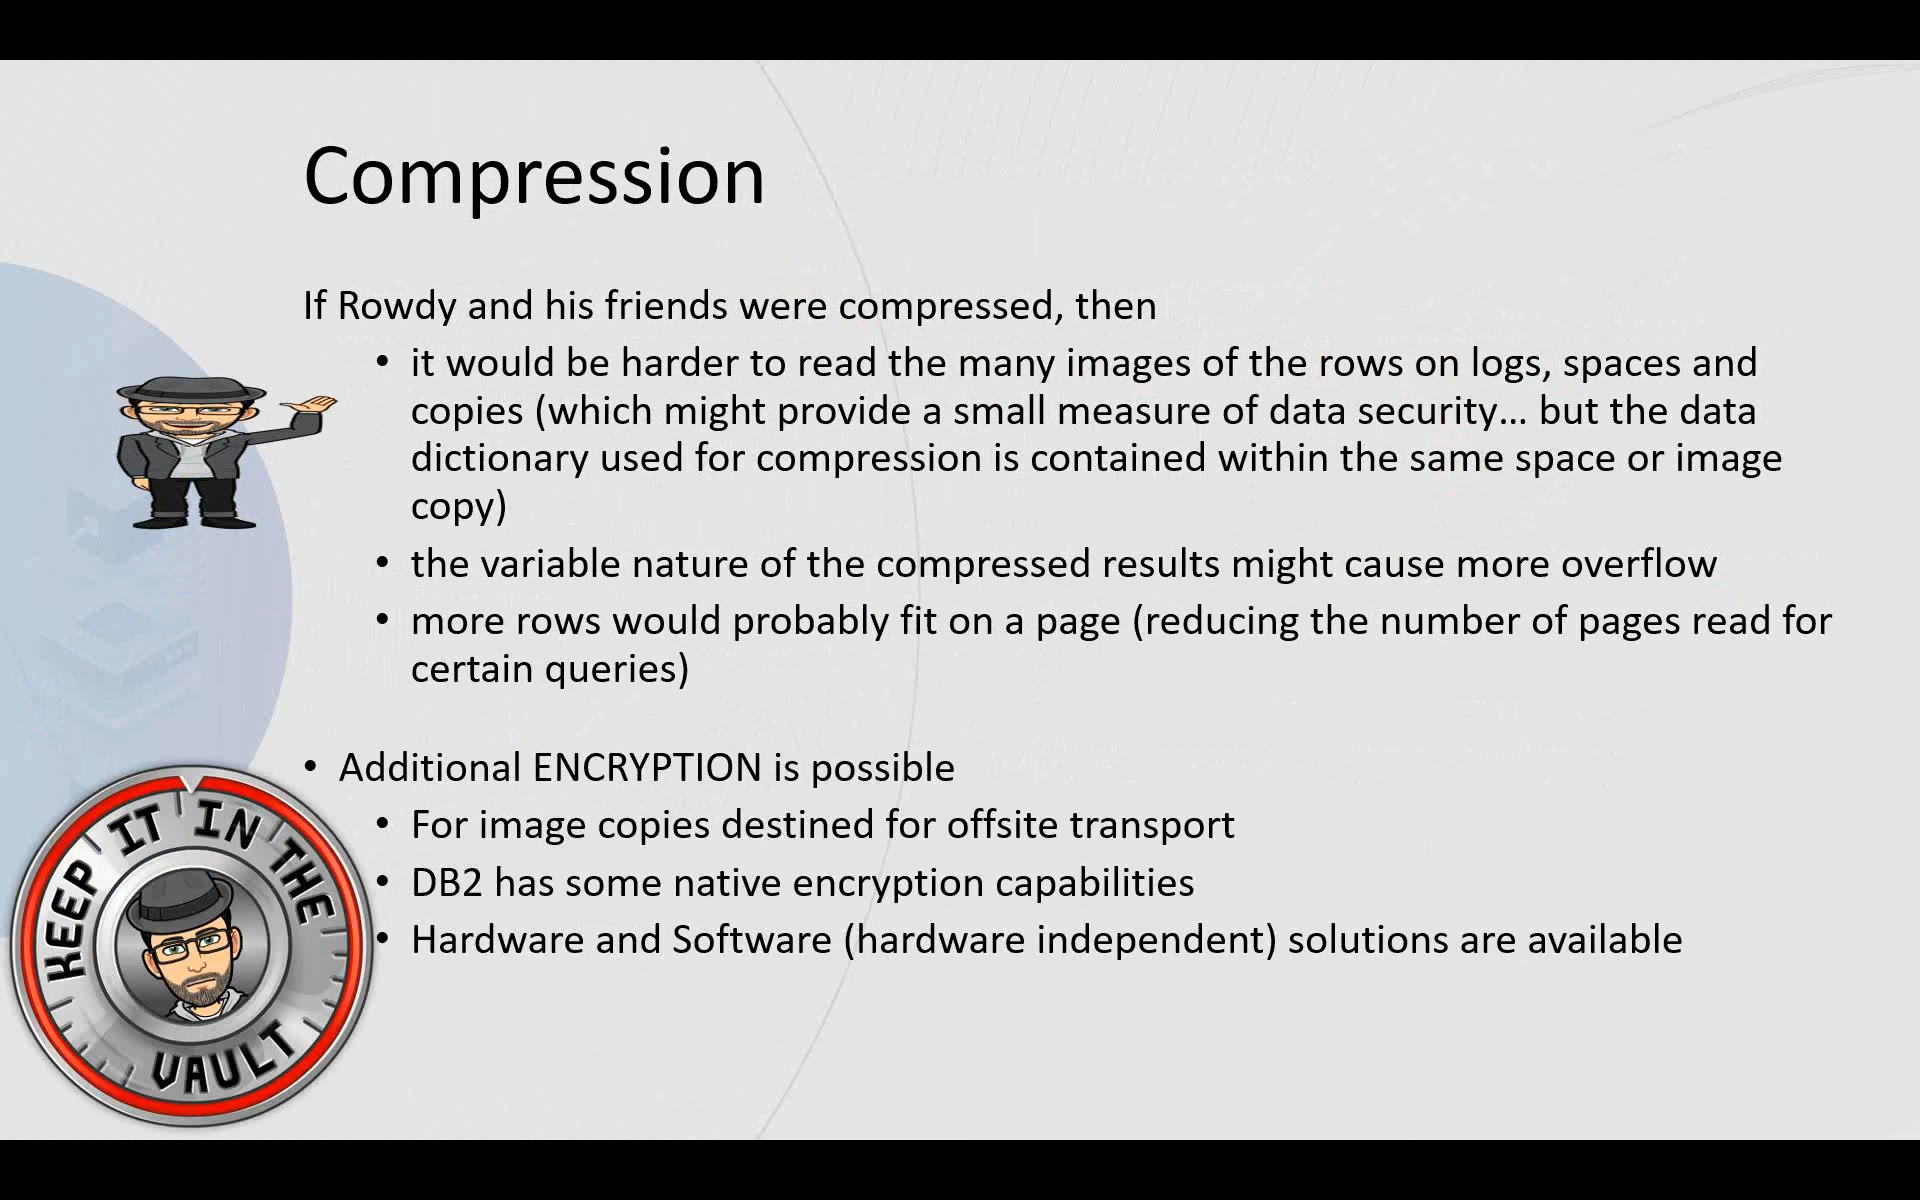 Compression
If Rowdy and his friends were compressed, then
• it would be harder to read the many images of the rows on logs, spaces and
copies (which might provide a small measure of data security... but the data
dictionary used for compression is contained within the same space or image
copy)
• the variable nature of the compressed results might cause more overflow
• more rows would probably fit on a page (reducing the number of pages read for
certain queries)
• Additional ENCRYPTION is possible
• For image copies destined for offsite transport
• DB2 has some native encryption capabilities
• Hardware and Software (hardware independent) solutions are available
KEEP IT IN THE
VAULT